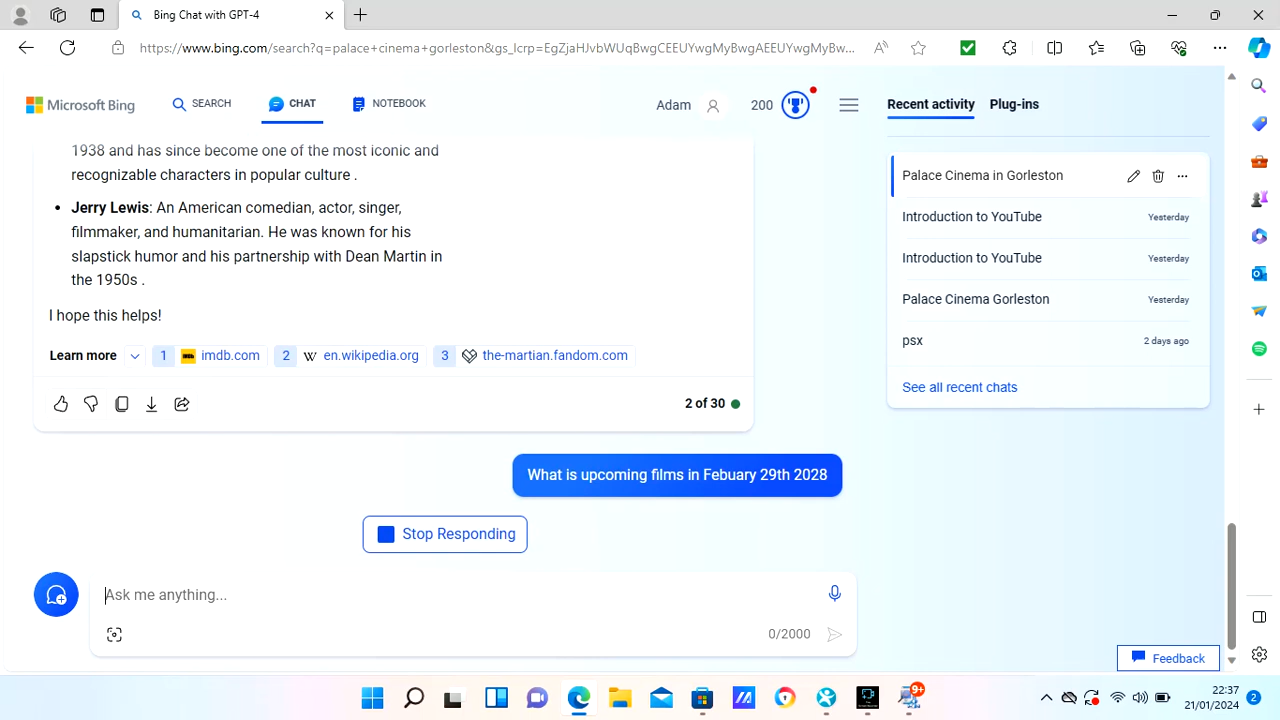 Bing Chat with GPT-4
https://www.bing.com/search?q=palace+cinema+gorleston&gs_lcrp=EgZjaHJvbWUqBwgCEEUYwgMyBwgAEEUYwgMyBw...
Microsoft Bing
SEARCH
CHAT
NOTEBOOK
Adam
200
Recent activity
Plug-ins
1938 and has since become one of the most iconic and
recognizable characters in popular culture .
• Jerry Lewis: An American comedian, actor, singer,
filmmaker, and humanitarian. He was known for his
slapstick humor and his partnership with Dean Martin in
the 1950s .
I hope this helps!
Learn more 1 IMDb imdb.com 2 W en.wikipedia.org 3 the-martian.fandom.com
2 of 30
What is upcoming films in Febuary 29th 2028
Stop Responding
Ask me anything...
0/2000
Palace Cinema in Gorleston
Introduction to YouTube Yesterday
Introduction to YouTube Yesterday
Palace Cinema Gorleston Yesterday
psx 2 days ago
See all recent chats
Feedback
9+
22:37
21/01/2024
2